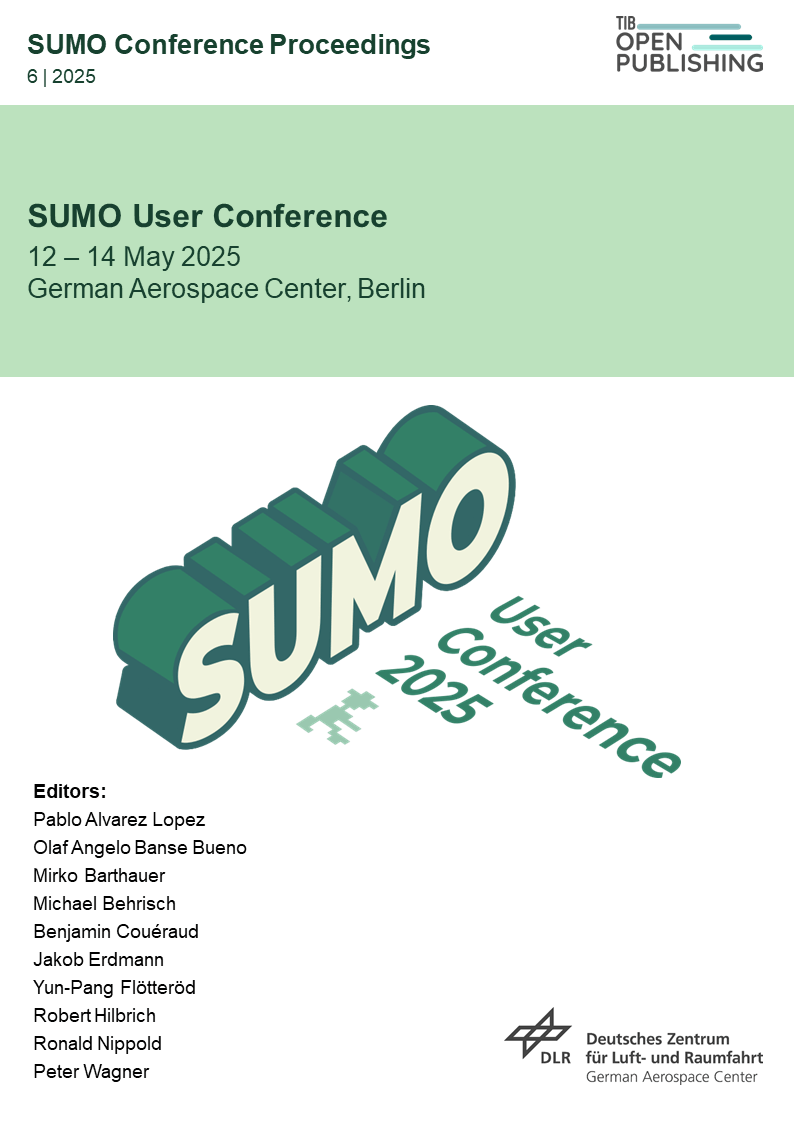 SUMO Conference Proceedings
6 | 2025
TIB
OPEN
PUBLISHING
SUMO User Conference
12 – 14 May 2025
German Aerospace Center, Berlin
SUMO
User
Conference
2025
Editors:
Pablo Alvarez Lopez
Olaf Angelo Banse Bueno
Mirko Barthauer
Michael Behrisch
Benjamin Couéraud
Jakob Erdmann
Yun-Pang Flötteröd
Robert Hilbrich
Ronald Nippold
Peter Wagner
DLR
Deutsches Zentrum
für Luft- und Raumfahrt
German Aerospace Center